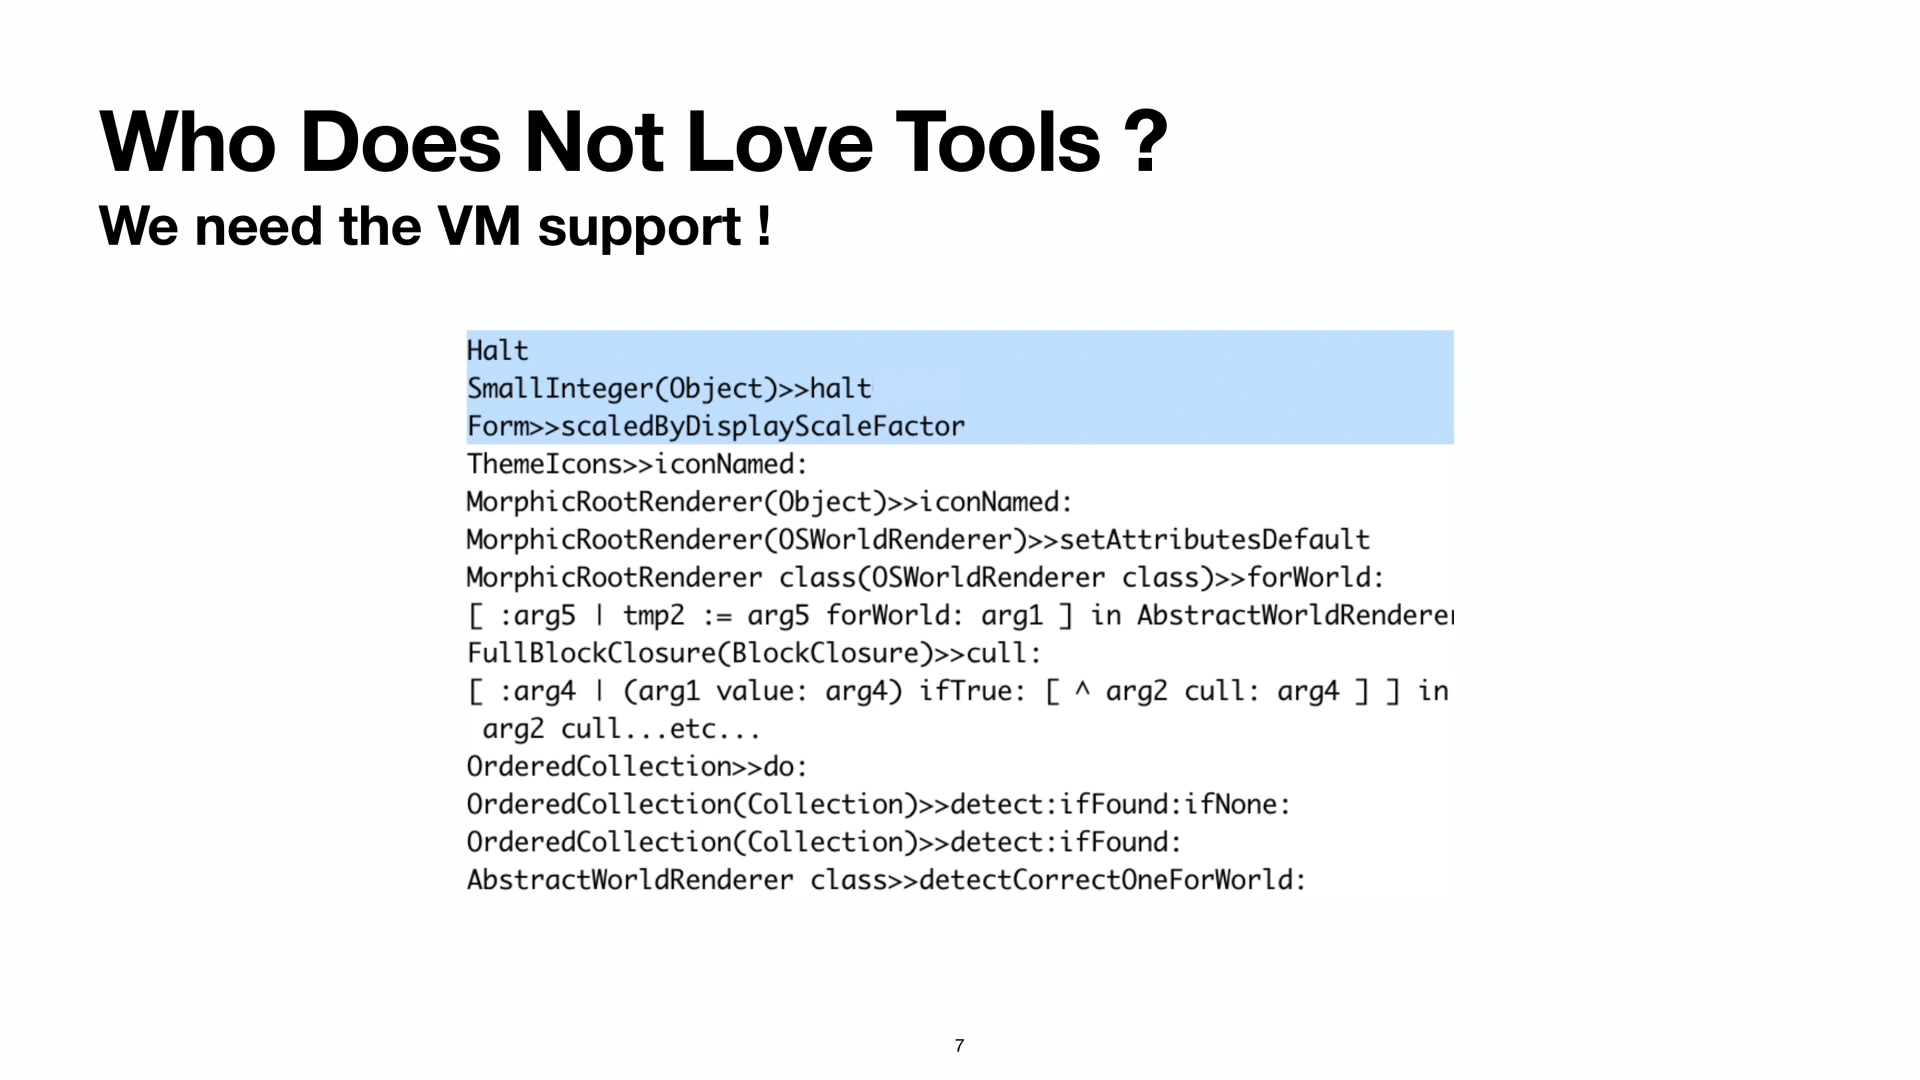 Who Does Not Love Tools ?
We need the VM support !
Halt
SmallInteger(Object)>>halt
Form>>scaledByDisplayScaleFactor
ThemeIcons>>iconNamed:
MorphicRootRenderer(Object)>>iconNamed:
MorphicRootRenderer(OSWorldRenderer)>>setAttributesDefault
MorphicRootRenderer class(OSWorldRenderer class)>>forWorld:
[ :arg5 | tmp2 := arg5 forWorld: arg1 ] in AbstractWorldRenderer
FullBlockClosure(BlockClosure)>>cull:
[ :arg4 | (arg1 value: arg4) ifTrue: [ ^ arg2 cull: arg4 ] ] in
arg2 cull...etc...
OrderedCollection>>do:
OrderedCollection(Collection)>>detect:ifFound:ifNone:
OrderedCollection(Collection)>>detect:ifFound:
AbstractWorldRenderer class>>detectCorrectOneForWorld:
7